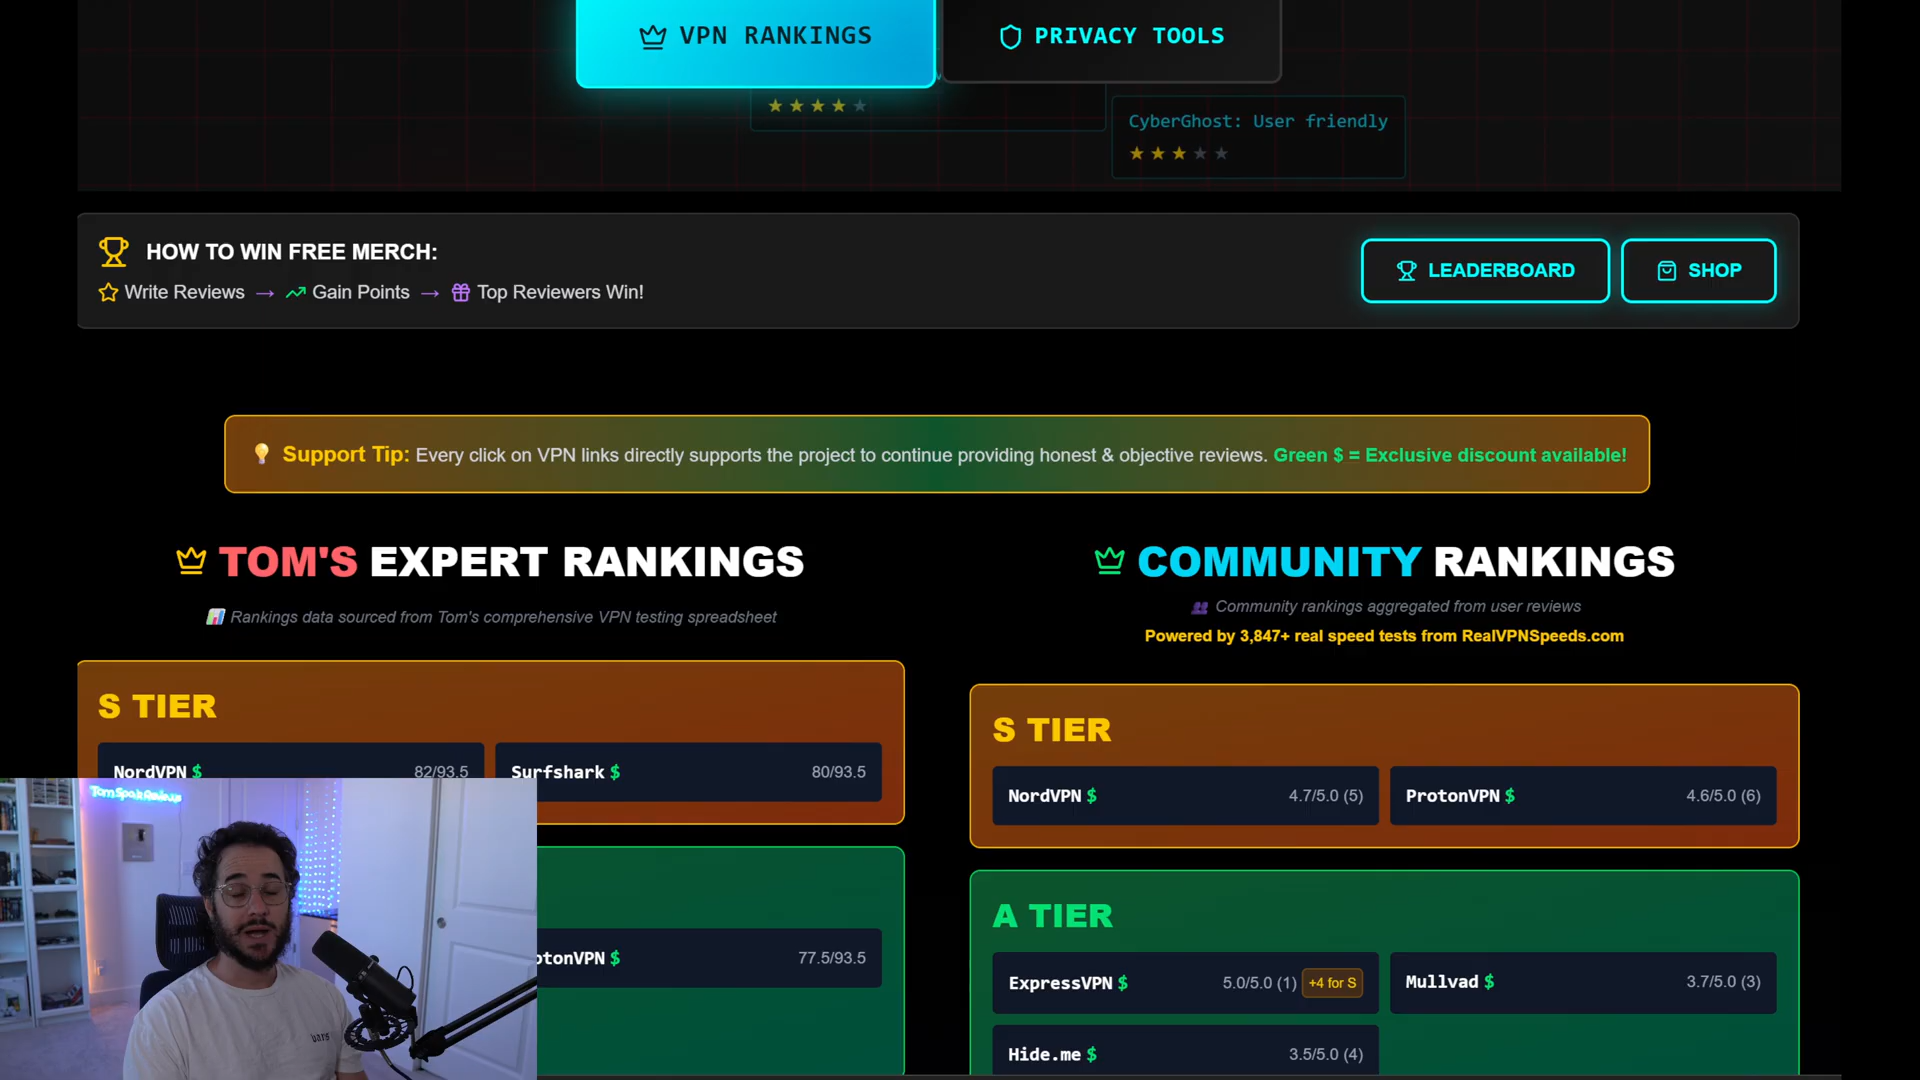 VPN RANKINGS
PRIVACY TOOLS
CyberGhost: User friendly
HOW TO WIN FREE MERCH:
Write Reviews → Gain Points → Top Reviewers Win!
LEADERBOARD
SHOP
Support Tip: Every click on VPN links directly supports the project to continue providing honest & objective reviews. Green $ = Exclusive discount available!
TOM'S EXPERT RANKINGS
Rankings data sourced from Tom's comprehensive VPN testing spreadsheet
S TIER
NordVPN $ 82/93.5
Surfshark $ 80/93.5
otonVPN $ 77.5/93.5
COMMUNITY RANKINGS
Community rankings aggregated from user reviews
Powered by 3,847+ real speed tests from RealVPNSpeeds.com
S TIER
NordVPN $ 4.7/5.0 (5)
ProtonVPN $ 4.6/5.0 (6)
A TIER
ExpressVPN $ 5.0/5.0 (1) +4 for S
Mullvad $ 3.7/5.0 (3)
Hide.me $ 3.5/5.0 (4)
Tom Spark Reviews
bars